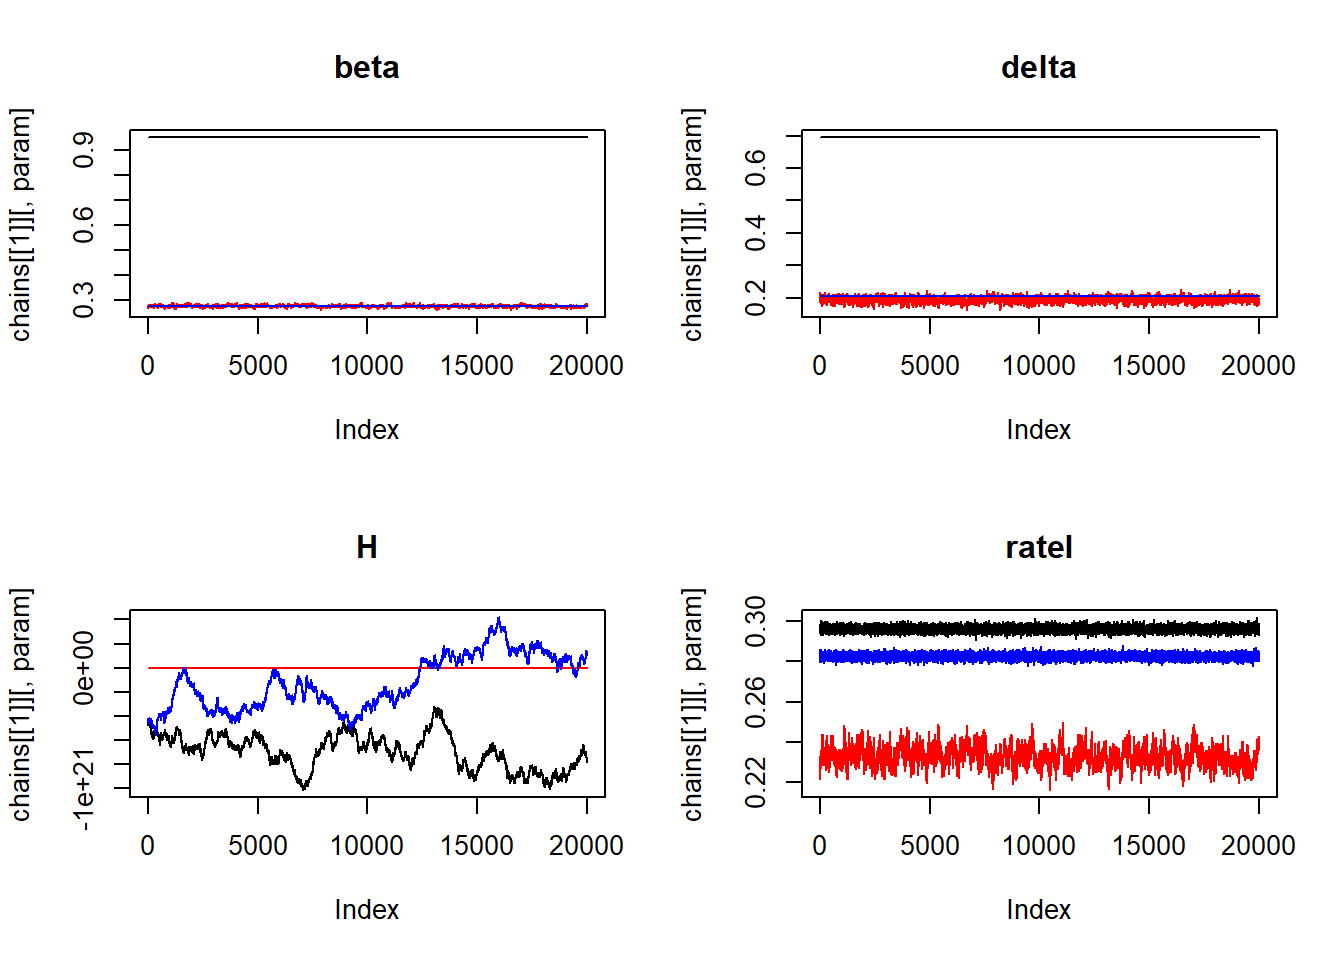 beta
chains[[1]][, param]
0.3 0.6 0.9
0 5000 10000 15000 20000
Index
delta
chains[[1]][, param]
0.2 0.4 0.6
0 5000 10000 15000 20000
Index
H
chains[[1]][, param]
-1e+21 0e+00
0 5000 10000 15000 20000
Index
rateI
chains[[1]][, param]
0.22 0.26 0.30
0 5000 10000 15000 20000
Index